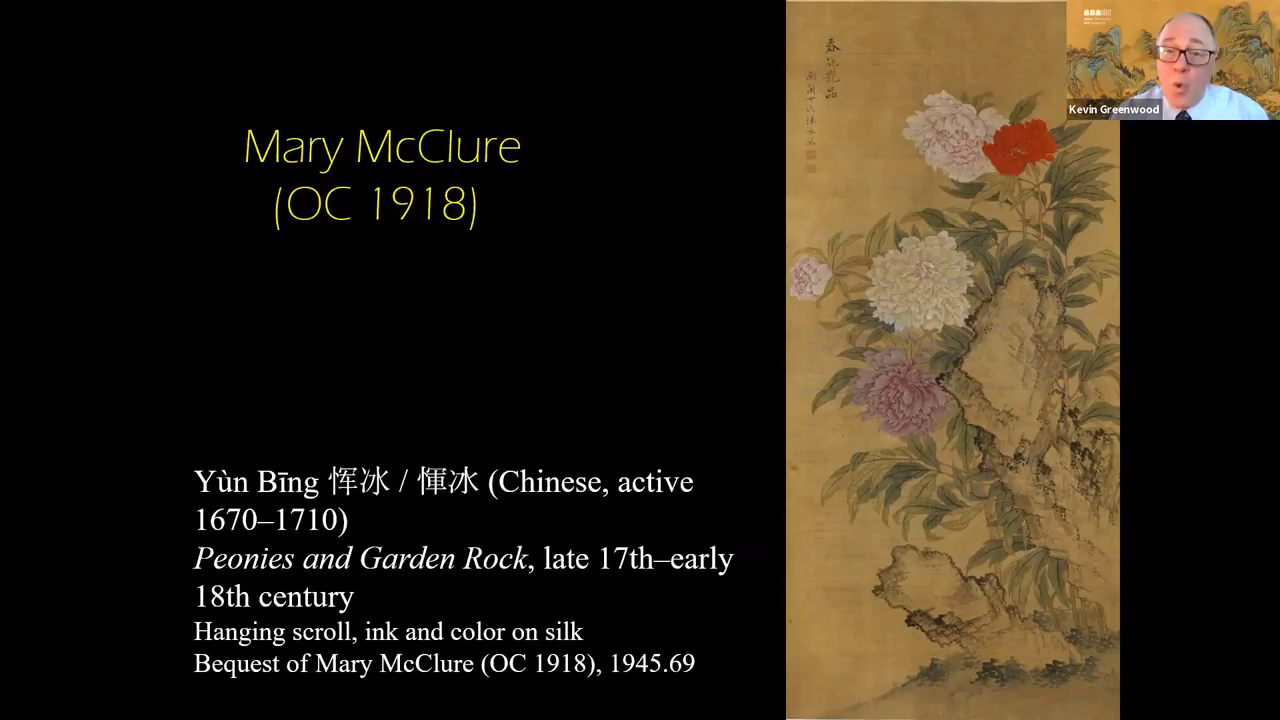 Mary McClure
(OC 1918)
Yùn Bīng 恽冰 / 惲冰 (Chinese, active
1670–1710)
Peonies and Garden Rock, late 17th–early
18th century
Hanging scroll, ink and color on silk
Bequest of Mary McClure (OC 1918), 1945.69
Kevin Greenwood